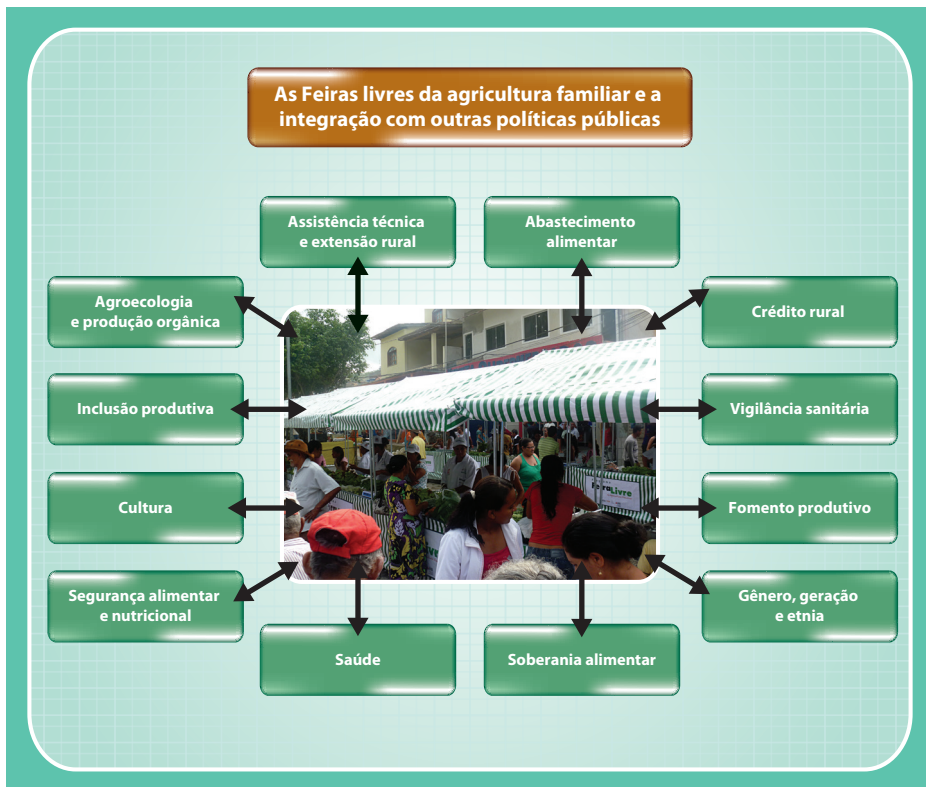 As Feiras livres da agricultura familiar e a
integração com outras políticas públicas
Assistência técnica
e extensão rural
Abastecimento
alimentar
Agroecologia
e produção orgânica
Crédito rural
Inclusão produtiva
Vigilância sanitária
Cultura
Fomento produtivo
Segurança alimentar
e nutricional
Gênero, geração
e etnia
Saúde
Soberania alimentar
FeiraLivre